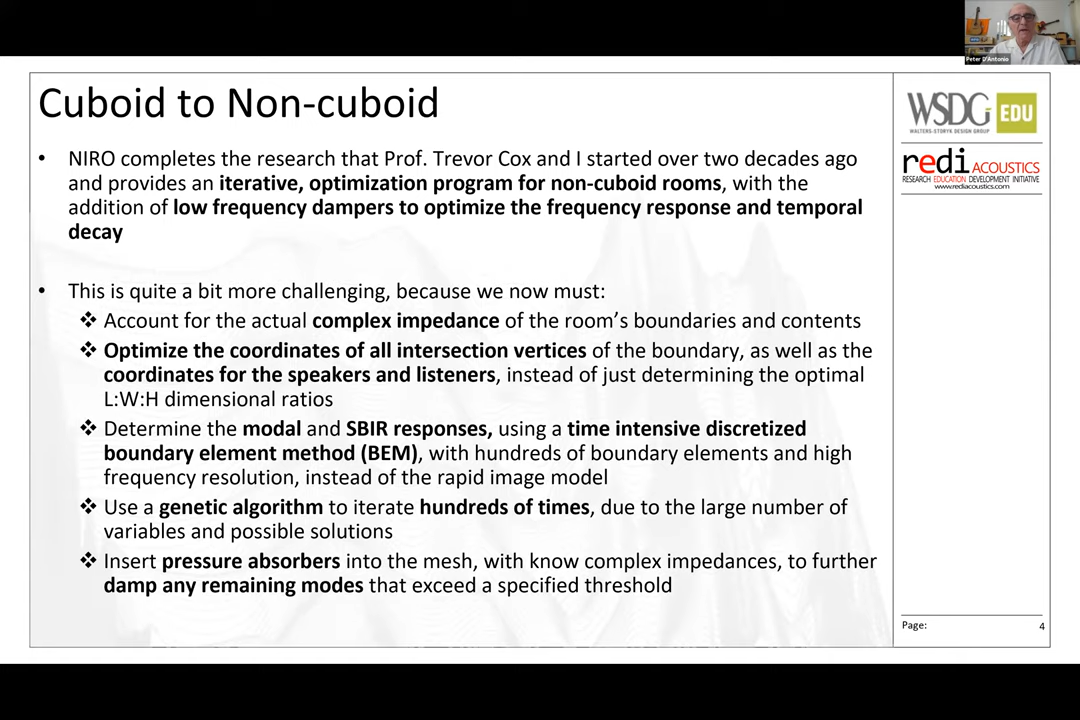 Peter D'Antonio
Cuboid to Non-cuboid
• NIRO completes the research that Prof. Trevor Cox and I started over two decades ago
and provides an iterative, optimization program for non-cuboid rooms, with the
addition of low frequency dampers to optimize the frequency response and temporal
decay
• This is quite a bit more challenging, because we now must:
❖ Account for the actual complex impedance of the room's boundaries and contents
❖ Optimize the coordinates of all intersection vertices of the boundary, as well as the
coordinates for the speakers and listeners, instead of just determining the optimal
L:W:H dimensional ratios
❖ Determine the modal and SBIR responses, using a time intensive discretized
boundary element method (BEM), with hundreds of boundary elements and high
frequency resolution, instead of the rapid image model
❖ Use a genetic algorithm to iterate hundreds of times, due to the large number of
variables and possible solutions
❖ Insert pressure absorbers into the mesh, with know complex impedances, to further
damp any remaining modes that exceed a specified threshold
WSDG EDU
WALTERS-STORYK DESIGN GROUP
redi ACOUSTICS
RESEARCH EDUCATION DEVELOPMENT INITIATIVE
www.rediacoustics.com
Page: 4